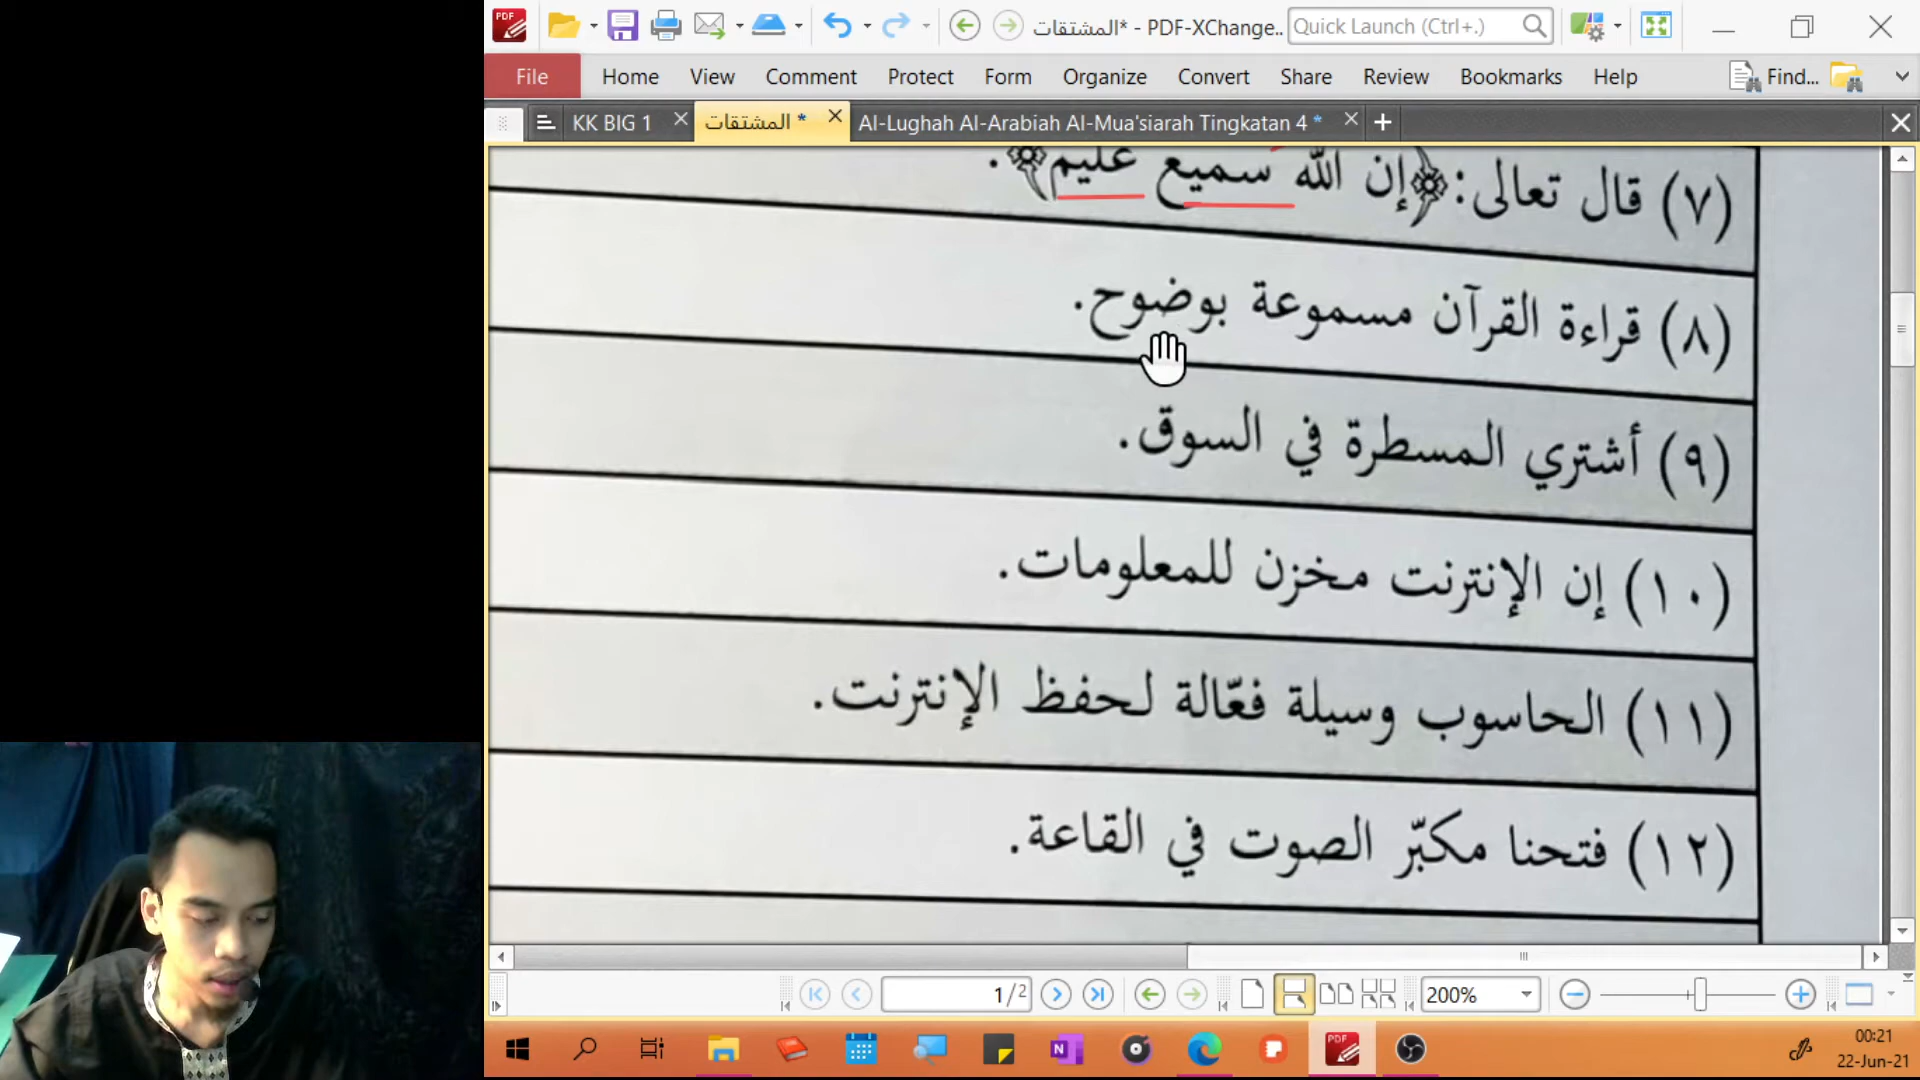 المشتقات* - PDF-XChange..
Quick Launch (Ctrl+.)
File Home View Comment Protect Form Organize Convert Share Review Bookmarks Help Find...
KK BIG 1
المشتقات *
Al-Lughah Al-Arabiah Al-Mua'siarah Tingkatan 4 *
(٧) قال تعالى: ﴿إن الله سميع عليم﴾.
(٨) قراءة القرآن مسموعة بوضوح.
(٩) أشتري المسطرة في السوق.
(١٠) إن الإنترنت مخزن للمعلومات.
(١١) الحاسوب وسيلة فعّالة لحفظ الإنترنت.
(١٢) فتحنا مكبّر الصوت في القاعة.
1 / 2
200%
00:21
22-Jun-21